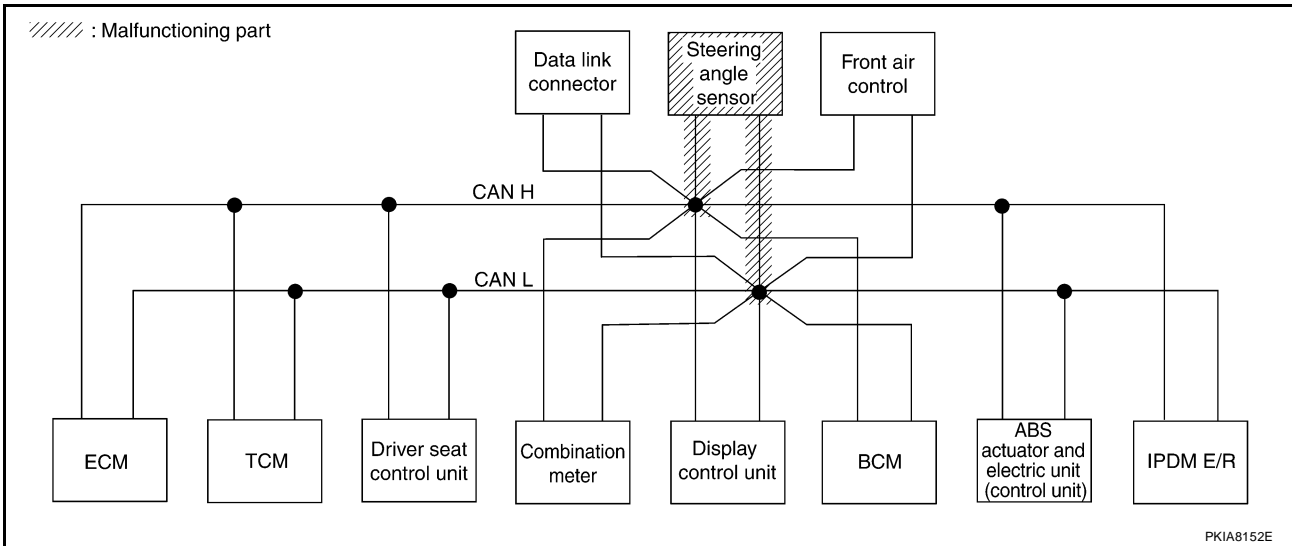 : Malfunctioning part
Data link
connector
Steering
angle
sensor
Front air
control
CAN H
CAN L
ECM
TCM
Driver seat
control unit
Combination
meter
Display
control unit
BCM
ABS
actuator and
electric unit
(control unit)
IPDM E/R
PKIA8152E